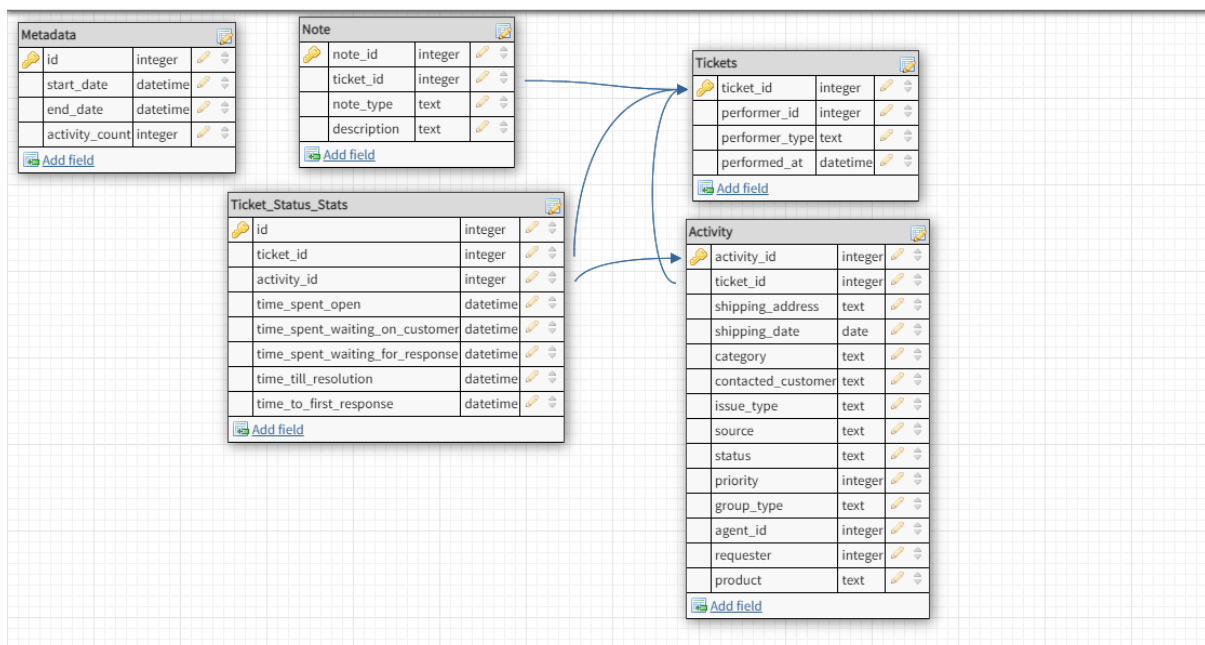 Metadata
id integer
start_date datetime
end_date datetime
activity_count integer
Add field
Note
note_id integer
ticket_id integer
note_type text
description text
Add field
Tickets
ticket_id integer
performer_id integer
performer_type text
performed_at datetime
Add field
Ticket_Status_Stats
id integer
ticket_id integer
activity_id integer
time_spent_open datetime
time_spent_waiting_on_customer datetime
time_spent_waiting_for_response datetime
time_till_resolution datetime
time_to_first_response datetime
Add field
Activity
activity_id integer
ticket_id integer
shipping_address text
shipping_date date
category text
contacted_customer text
issue_type text
source text
status text
priority integer
group_type text
agent_id integer
requester integer
product text
Add field